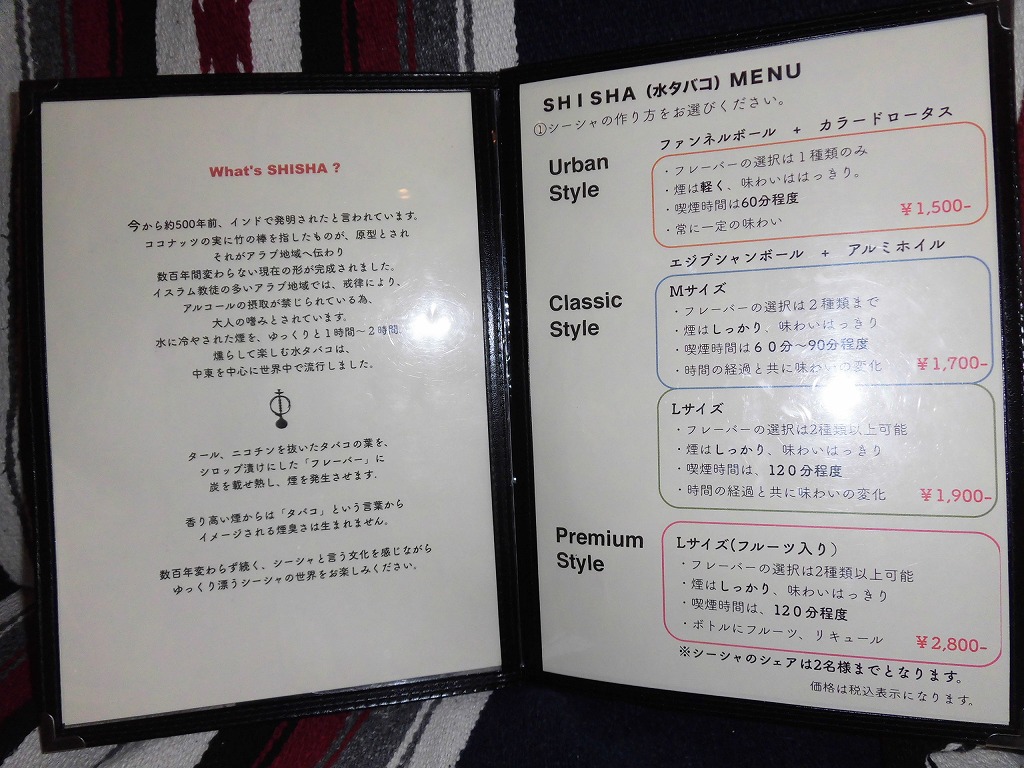 What's SHISHA ?
今から約500年前、インドで発明されたと言われています。
ココナッツの実に竹の棒を指したものが、原型とされ
それがアラブ地域へ伝わり
数百年間変わらない現在の形が完成されました。
イスラム教徒の多いアラブ地域では、戒律により、
アルコールの摂取が禁じられている為、
大人の嗜みとされています。
水に冷やされた煙を、ゆっくりと1時間〜2時間
燻らして楽しむ水タバコは、
中東を中心に世界中で流行しました。
タール、ニコチンを抜いたタバコの葉を、
シロップ漬けにした「フレーバー」に
炭を載せ熱し、煙を発生させます.
香り高い煙からは「タバコ」という言葉から
イメージされる煙臭さは生まれません。
数百年変わらず続く、シーシャと言う文化を感じながら
ゆっくり漂うシーシャの世界をお楽しみください。
SHISHA（水タバコ）MENU
①シーシャの作り方をお選びください。
Urban
Style
ファンネルボール + カラードロータス
・フレーバーの選択は１種類のみ
・煙は軽く、味わいははっきり。
・喫煙時間は60分程度
・常に一定の味わい
￥1,500-
Classic
Style
エジプシャンボール + アルミホイル
Mサイズ
・フレーバーの選択は２種類まで
・煙はしっかり、味わいはっきり
・喫煙時間は６０分〜90分程度
・時間の経過と共に味わいの変化
￥1,700-
Lサイズ
・フレーバーの選択は2種類以上可能
・煙はしっかり、味わいはっきり
・喫煙時間は、120分程度
・時間の経過と共に味わいの変化
￥1,900-
Premium
Style
Lサイズ(フルーツ入り）
・フレーバーの選択は2種類以上可能
・煙はしっかり、味わいはっきり
・喫煙時間は、120分程度
・ボトルにフルーツ、リキュール
￥2,800-
※シーシャのシェアは2名様までとなります。
価格は税込表示になります。